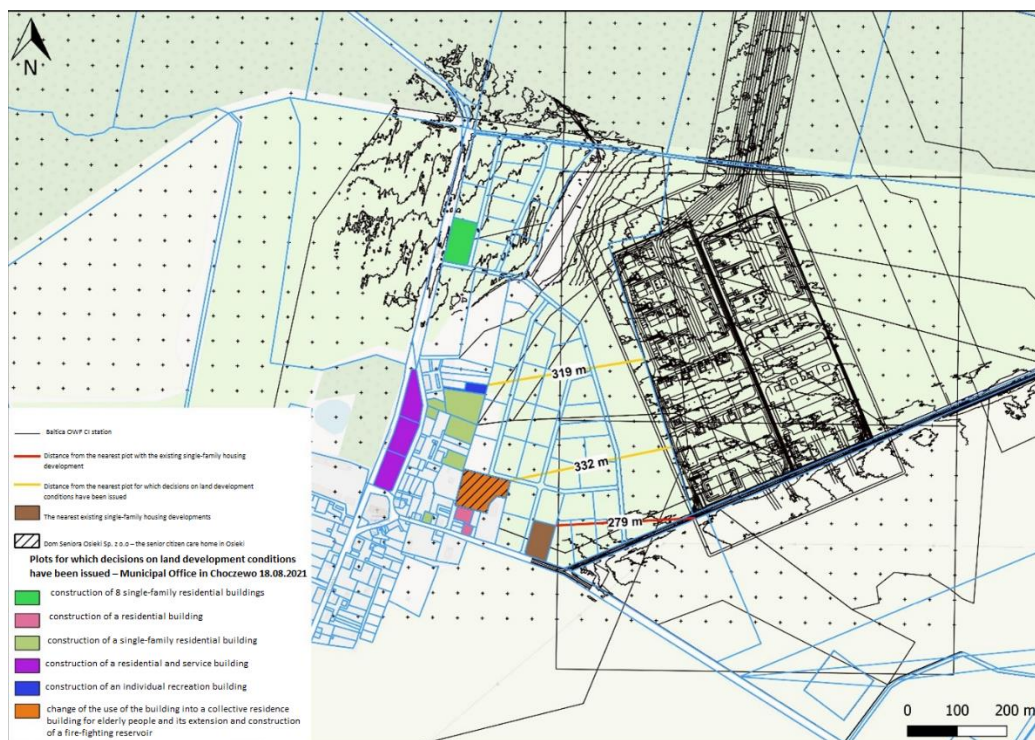 N
319 m
332 m
279 m
Baltica OWF CI station
Distance from the nearest plot with the existing single-family housing
development
Distance from the nearest plot for which decisions on land development
conditions have been issued
The nearest existing single-family housing developments
Dom Seniora Osieki Sp. z o.o – the senior citizen care home in Osieki
Plots for which decisions on land development conditions
have been issued – Municipal Office in Choczewo 18.08.2021
construction of 8 single-family residential buildings
construction of a residential building
construction of a single-family residential building
construction of a residential and service building
construction of an individual recreation building
change of the use of the building into a collective residence
building for elderly people and its extension and construction
of a fire-fighting reservoir
0 100 200 m